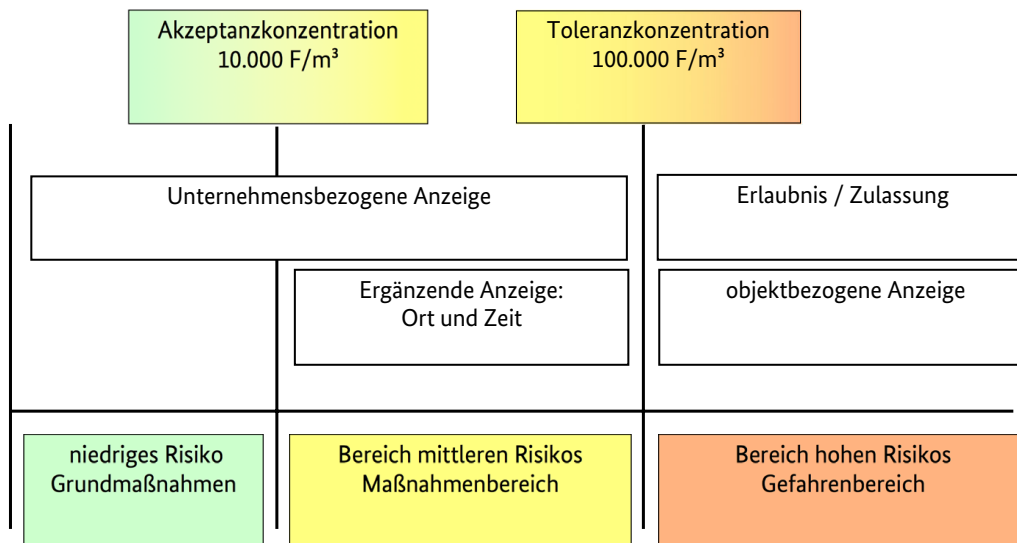 Akzeptanzkonzentration
10.000 F/m³
Toleranzkonzentration
100.000 F/m³
Unternehmensbezogene Anzeige
Erlaubnis / Zulassung
Ergänzende Anzeige:
Ort und Zeit
objektbezogene Anzeige
niedriges Risiko
Grundmaßnahmen
Bereich mittleren Risikos
Maßnahmenbereich
Bereich hohen Risikos
Gefahrenbereich